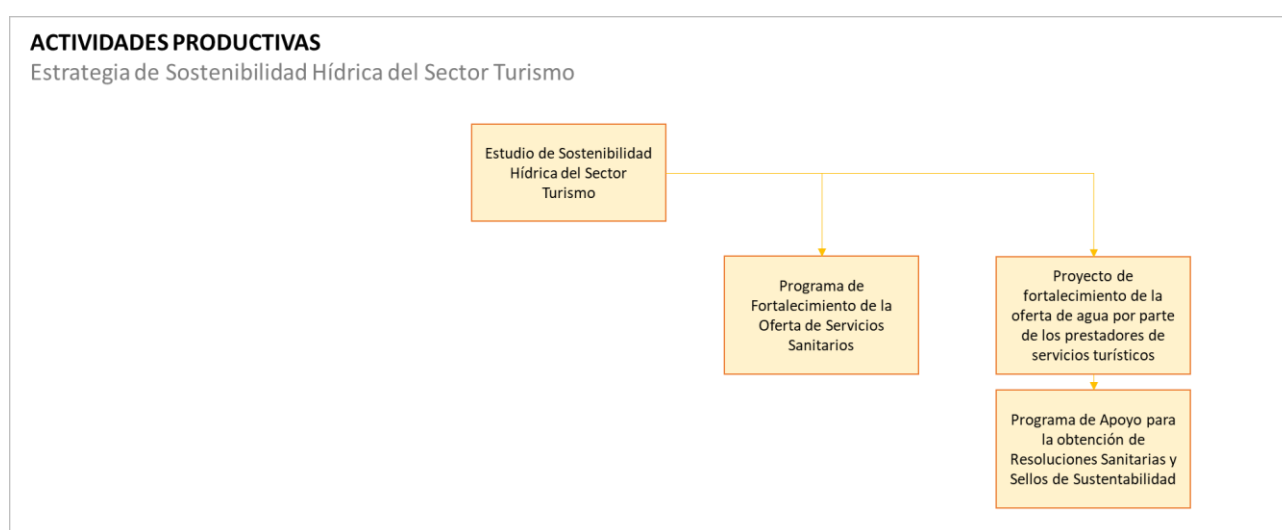 ACTIVIDADES PRODUCTIVAS
Estrategia de Sostenibilidad Hídrica del Sector Turismo
Estudio de Sostenibilidad
Hídrica del Sector
Turismo
Programa de
Fortalecimiento de la
Oferta de Servicios
Sanitarios
Proyecto de
fortalecimiento de la
oferta de agua por parte
de los prestadores de
servicios turísticos
Programa de Apoyo para
la obtención de
Resoluciones Sanitarias y
Sellos de Sustentabilidad